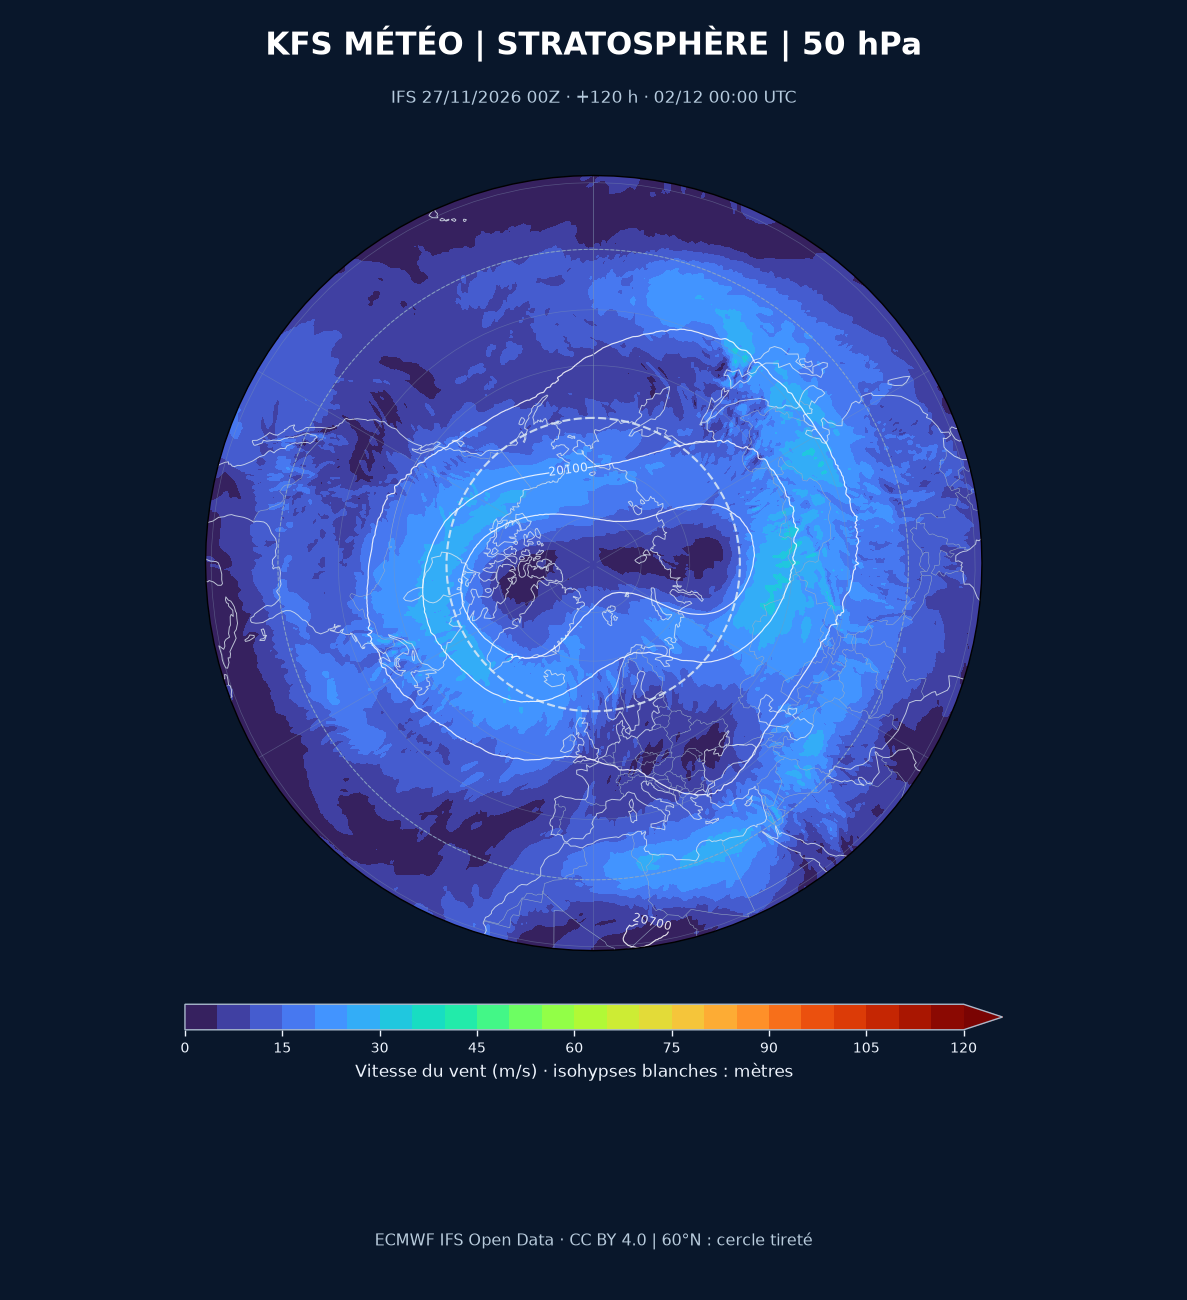 KFS MÉTÉO | STRATOSPHÈRE | 50 hPa
IFS 27/11/2026 00Z · +120 h · 02/12 00:00 UTC
20100
20700
0 15 30 45 60 75 90 105 120
Vitesse du vent (m/s) · isohypses blanches : mètres
ECMWF IFS Open Data · CC BY 4.0 | 60°N : cercle tireté